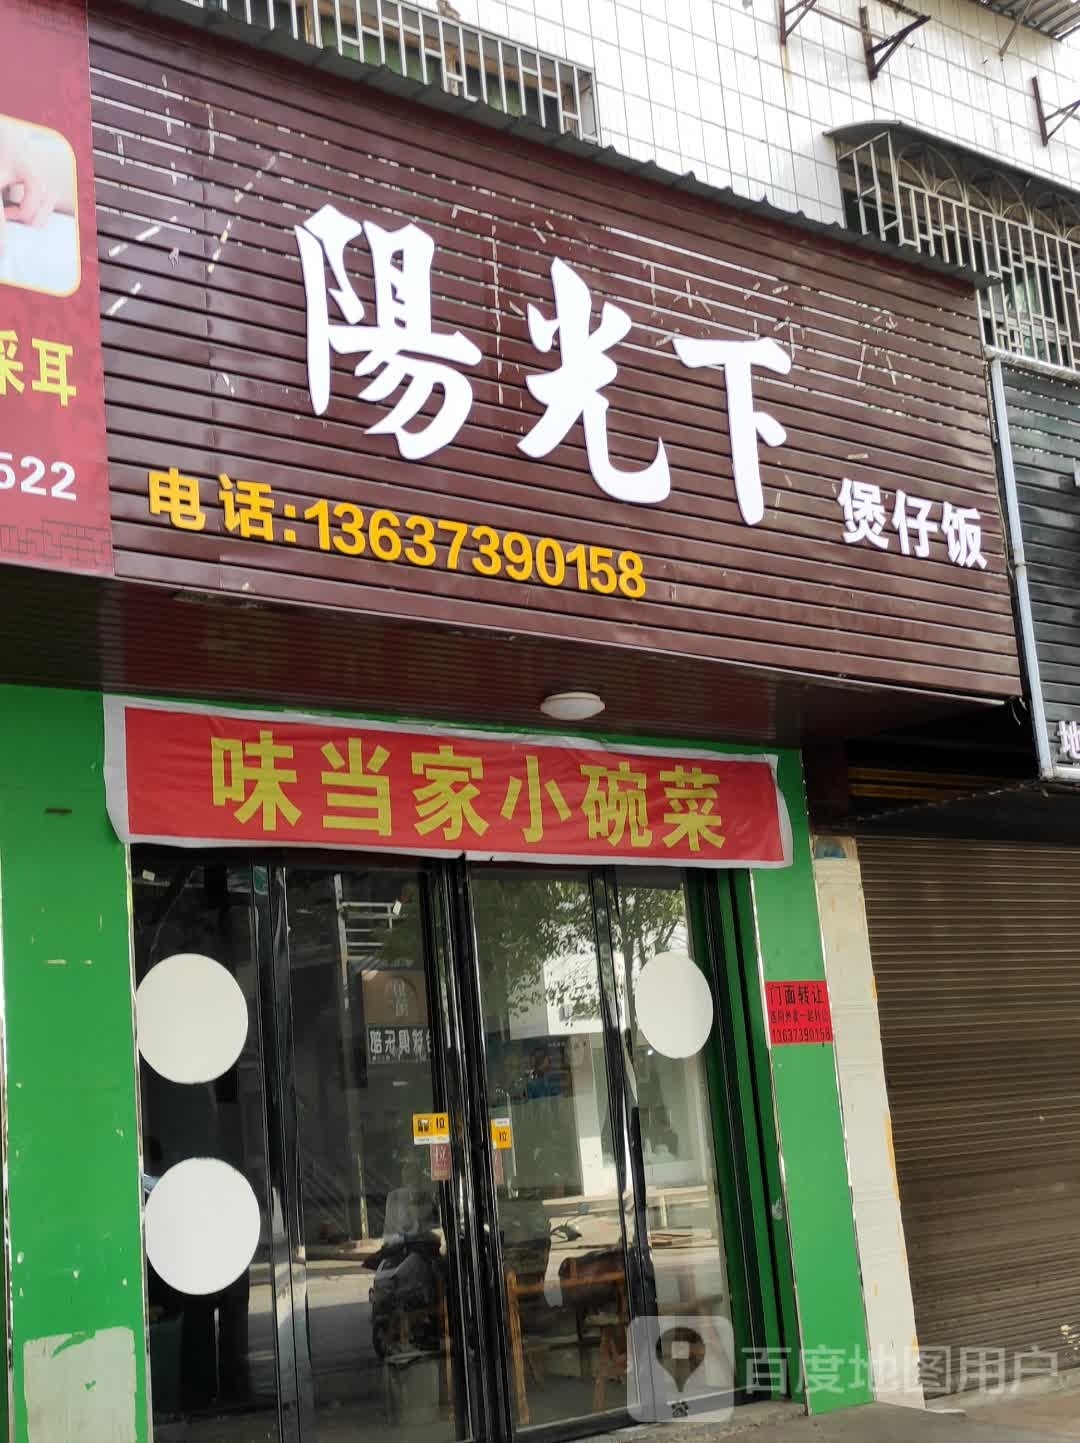 陽光下
煲仔饭
电话:13637390158
采耳
522
味当家小碗菜
门面转让
13637390158
拉
拉
地
百度地图用户